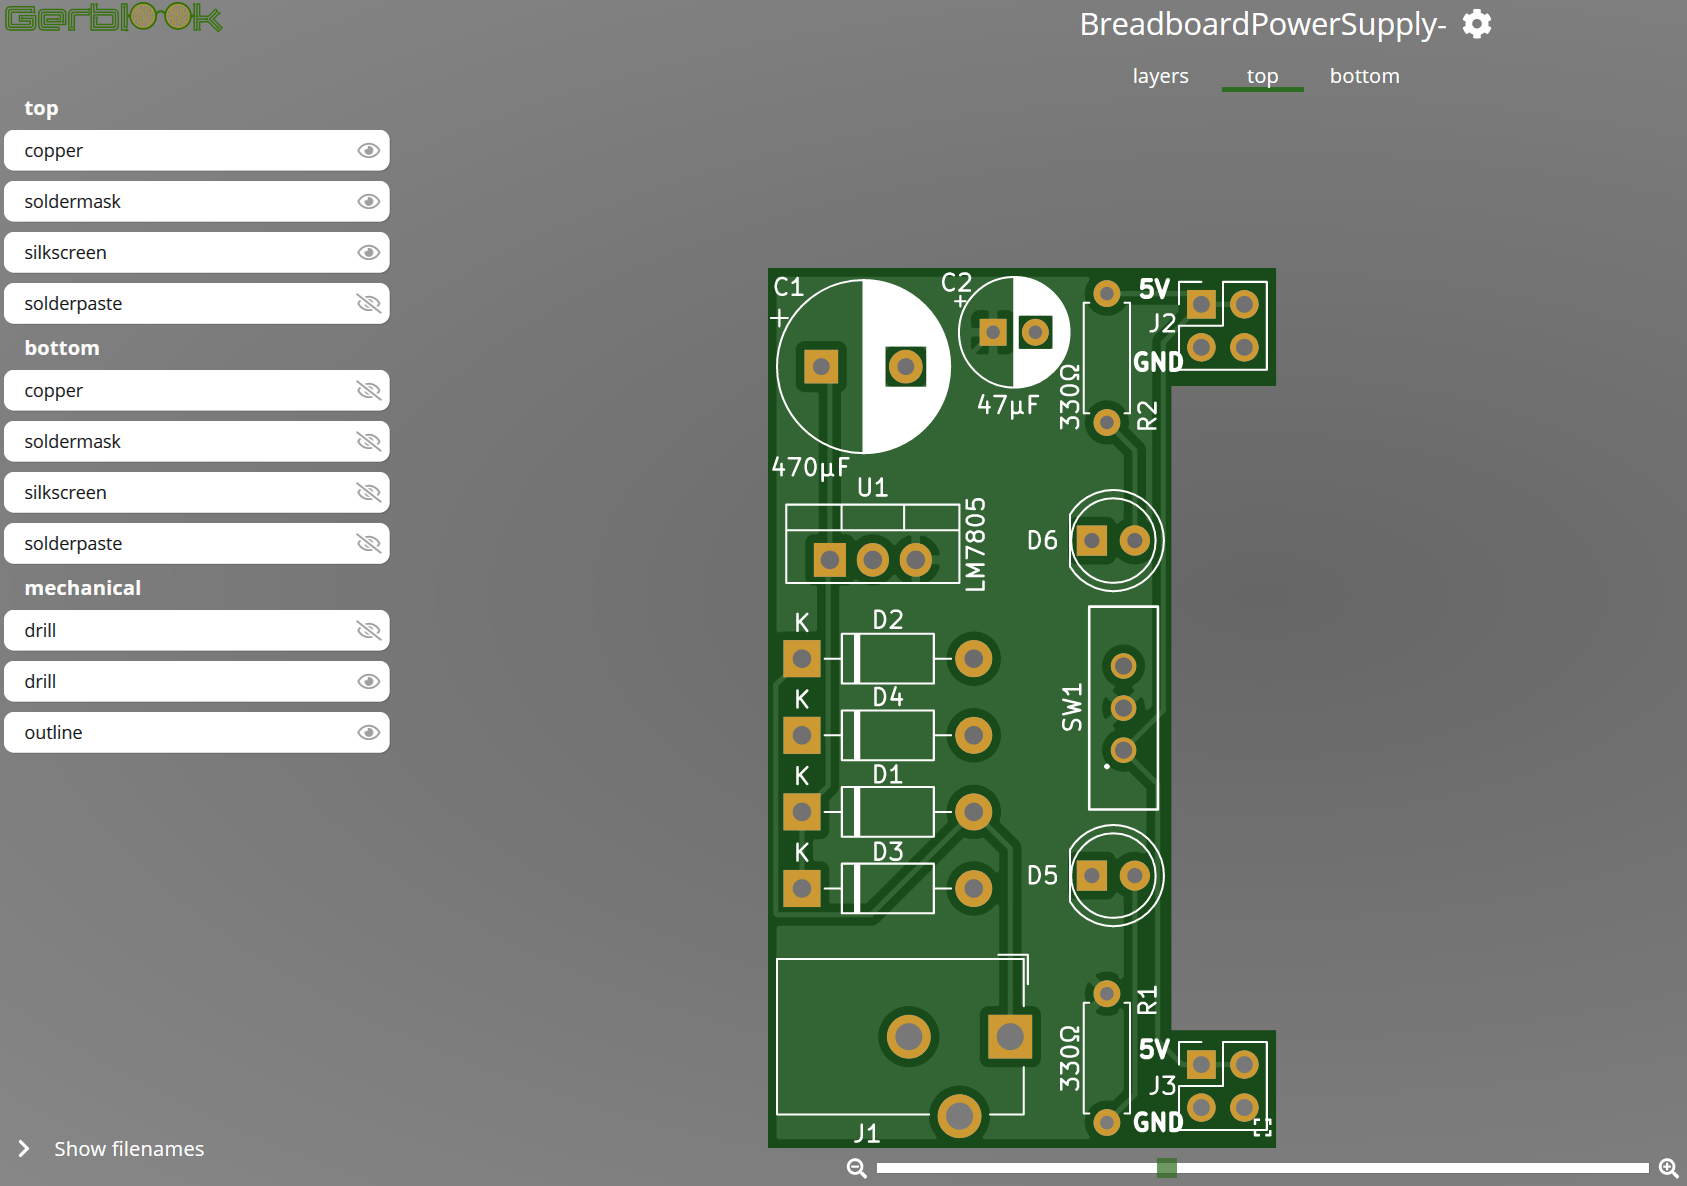 Gerblook
BreadboardPowerSupply-
layers
top
bottom
top
copper
soldermask
silkscreen
solderpaste
bottom
copper
soldermask
silkscreen
solderpaste
mechanical
drill
drill
outline
Show filenames
C1
+
470µF
C2
+
47µF
330Ω
R2
5V
J2
GND
U1
LM7805
D6
K
D2
K
D4
K
D1
K
D3
SW1
D5
R1
330Ω
5V
J3
GND
J1